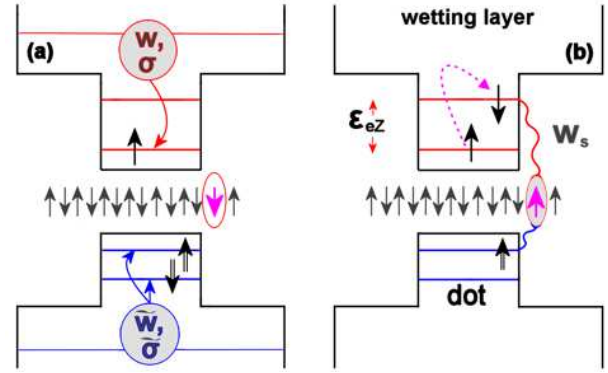 (a)
w,
σ
w̃,
σ̃
wetting layer
(b)
ε_eZ
w_s
dot